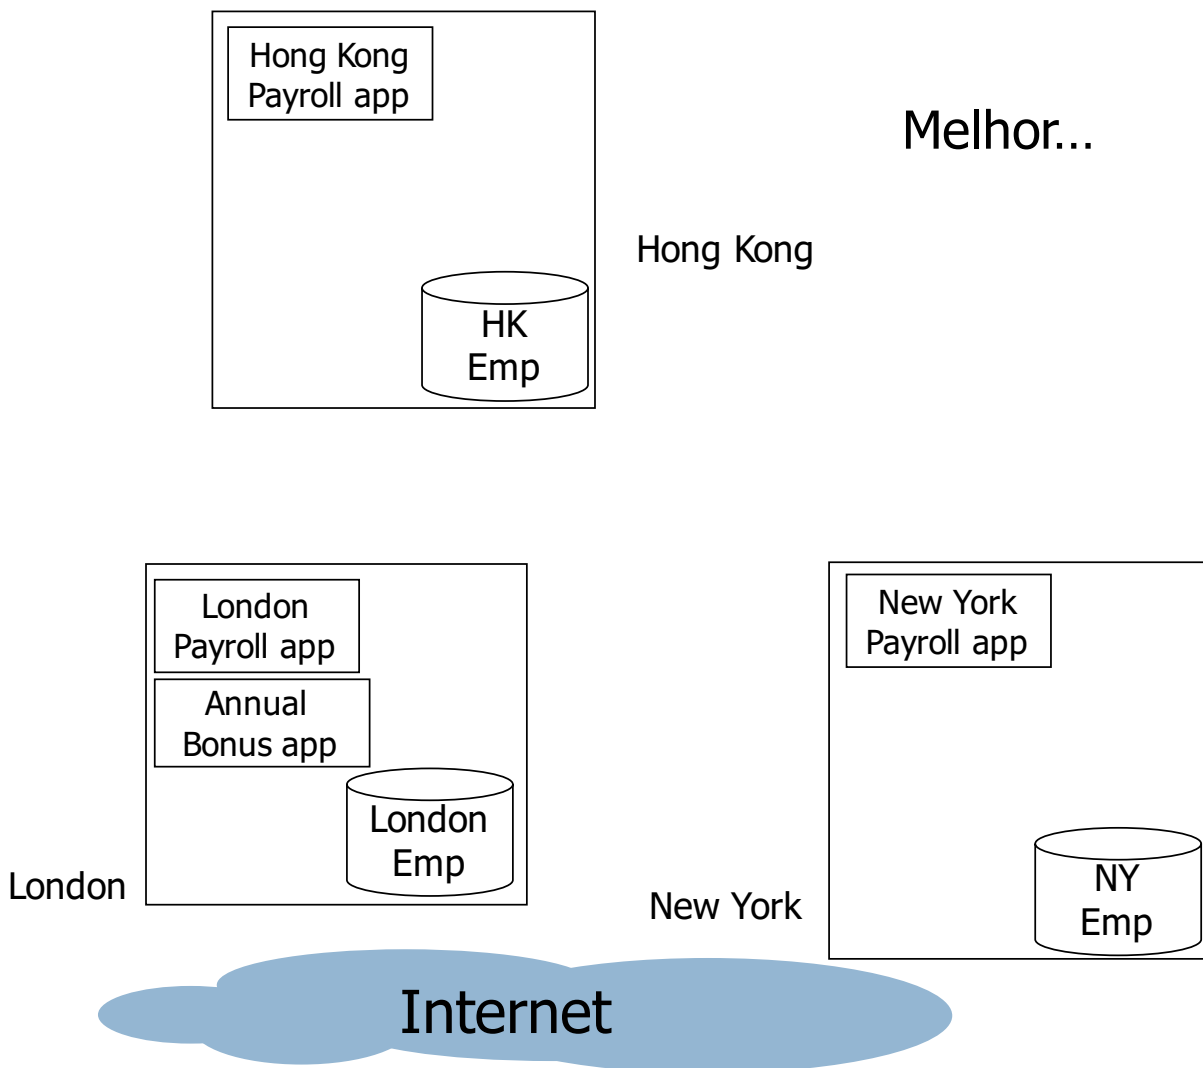 Hong Kong
Payroll app
Melhor...
Hong Kong
HK
Emp
London
Payroll app
Annual
Bonus app
London
Emp
London
New York
Payroll app
NY
Emp
New York
Internet